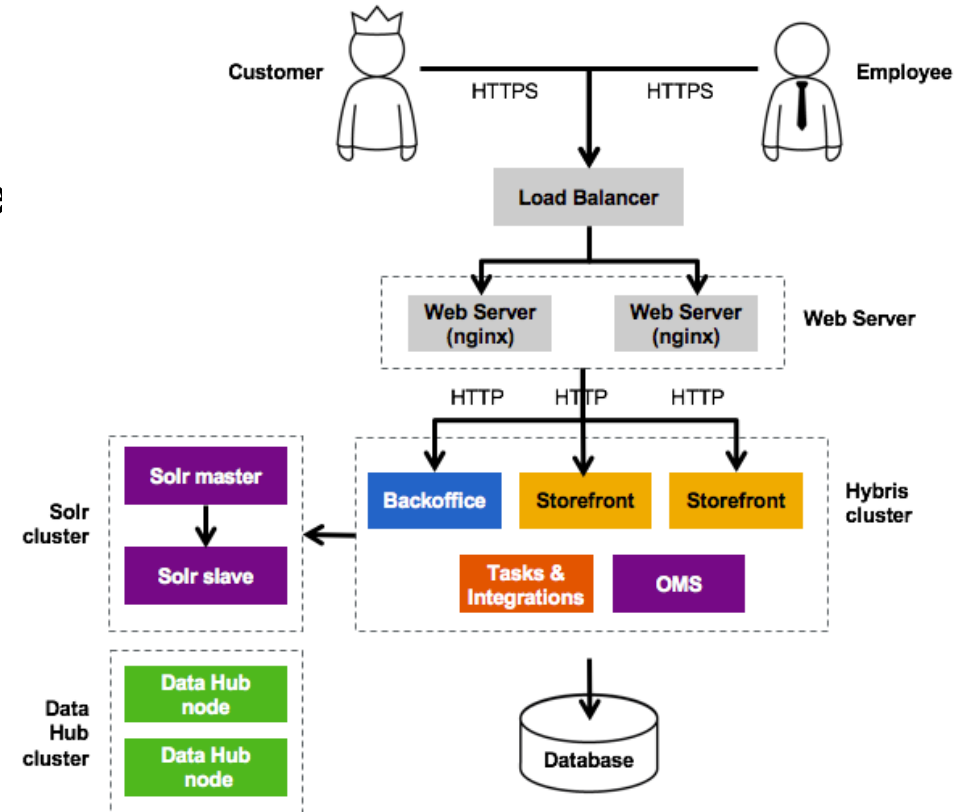 Customer
Employee
HTTPS
HTTPS
Load Balancer
Web Server
(nginx)
Web Server
(nginx)
Web Server
HTTP
HTTP
HTTP
Solr
cluster
Solr master
Solr slave
Backoffice
Storefront
Storefront
Hybris
cluster
Tasks &
Integrations
OMS
Data
Hub
cluster
Data Hub
node
Data Hub
node
Database